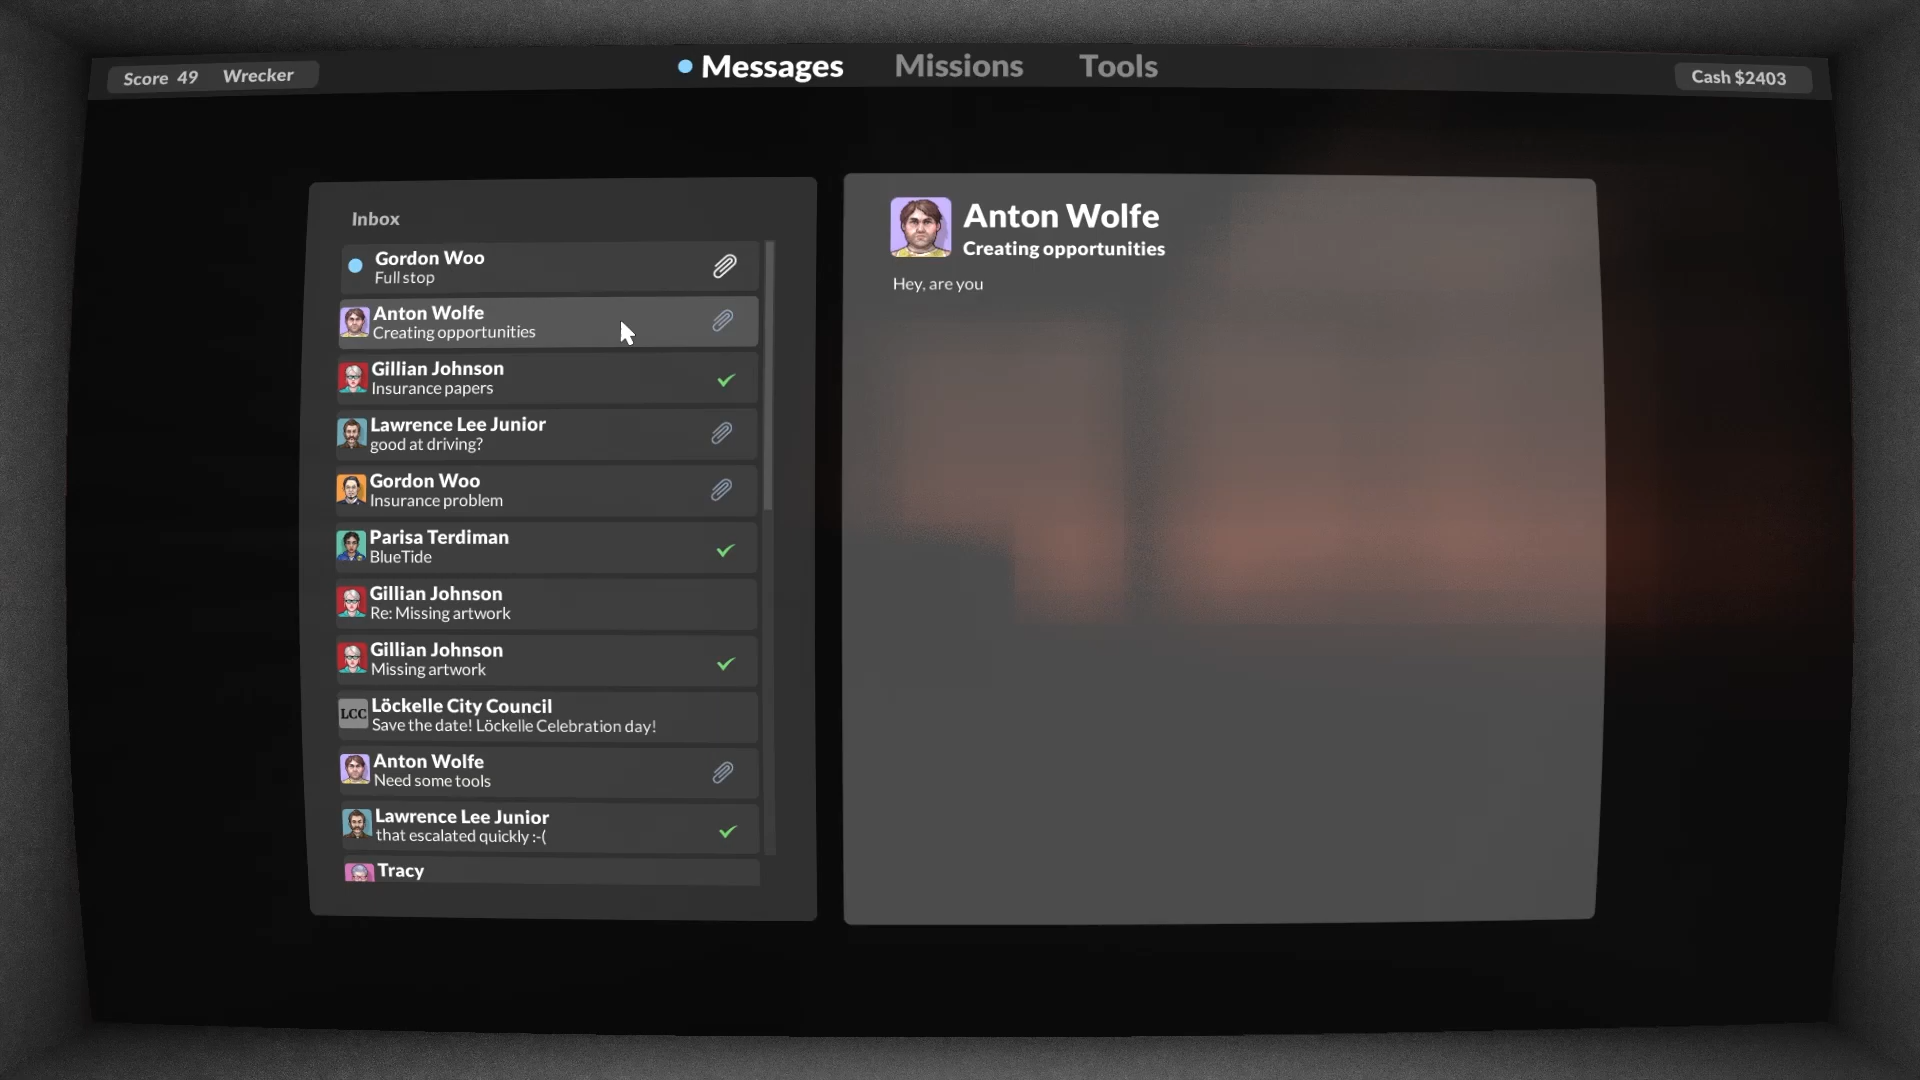 Score 49 Wrecker
Messages Missions Tools
Cash $2403
Inbox
Gordon Woo
Full stop
Anton Wolfe
Creating opportunities
Gillian Johnson
Insurance papers
Lawrence Lee Junior
good at driving?
Gordon Woo
Insurance problem
Parisa Terdiman
BlueTide
Gillian Johnson
Re: Missing artwork
Gillian Johnson
Missing artwork
LCC
Löckelle City Council
Save the date! Löckelle Celebration day!
Anton Wolfe
Need some tools
Lawrence Lee Junior
that escalated quickly :-(
Tracy
Anton Wolfe
Creating opportunities
Hey, are you